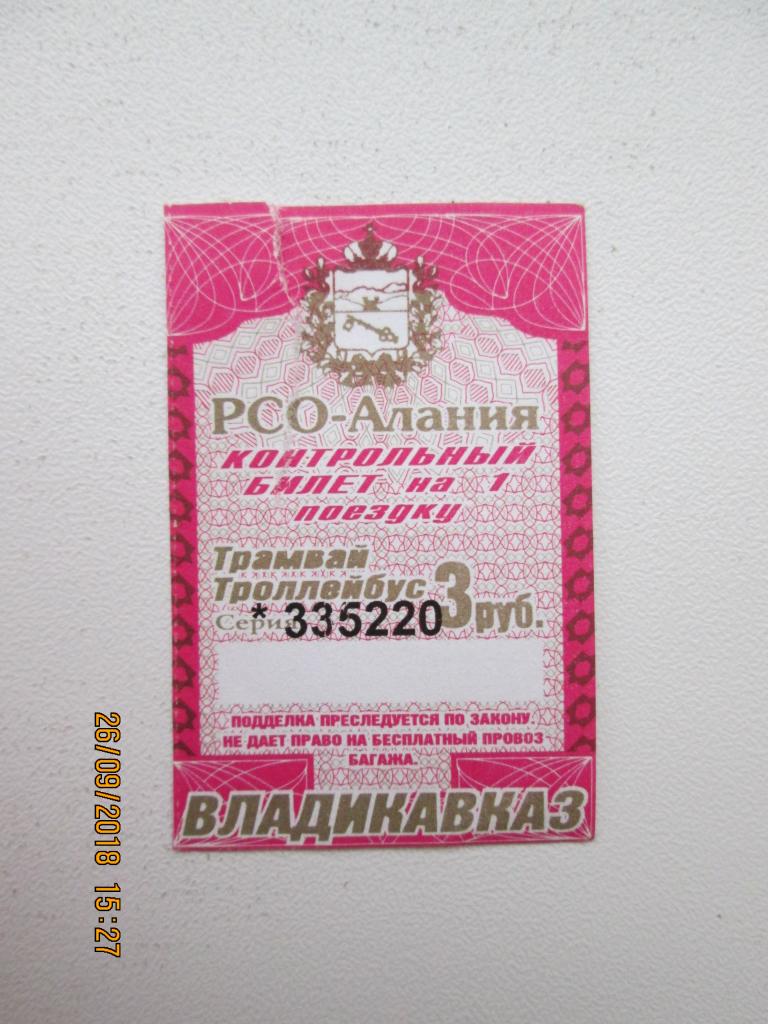 РСО-Алания
КОНТРОЛЬНЫЙ
БИЛЕТ на 1
поездку
Трамвай
Троллейбус
3 руб.
Серия * 335220
ПОДДЕЛКА ПРЕСЛЕДУЕТСЯ ПО ЗАКОНУ.
НЕ ДАЕТ ПРАВО НА БЕСПЛАТНЫЙ ПРОВОЗ
БАГАЖА.
ВЛАДИКАВКАЗ
26/09/2018 15:27